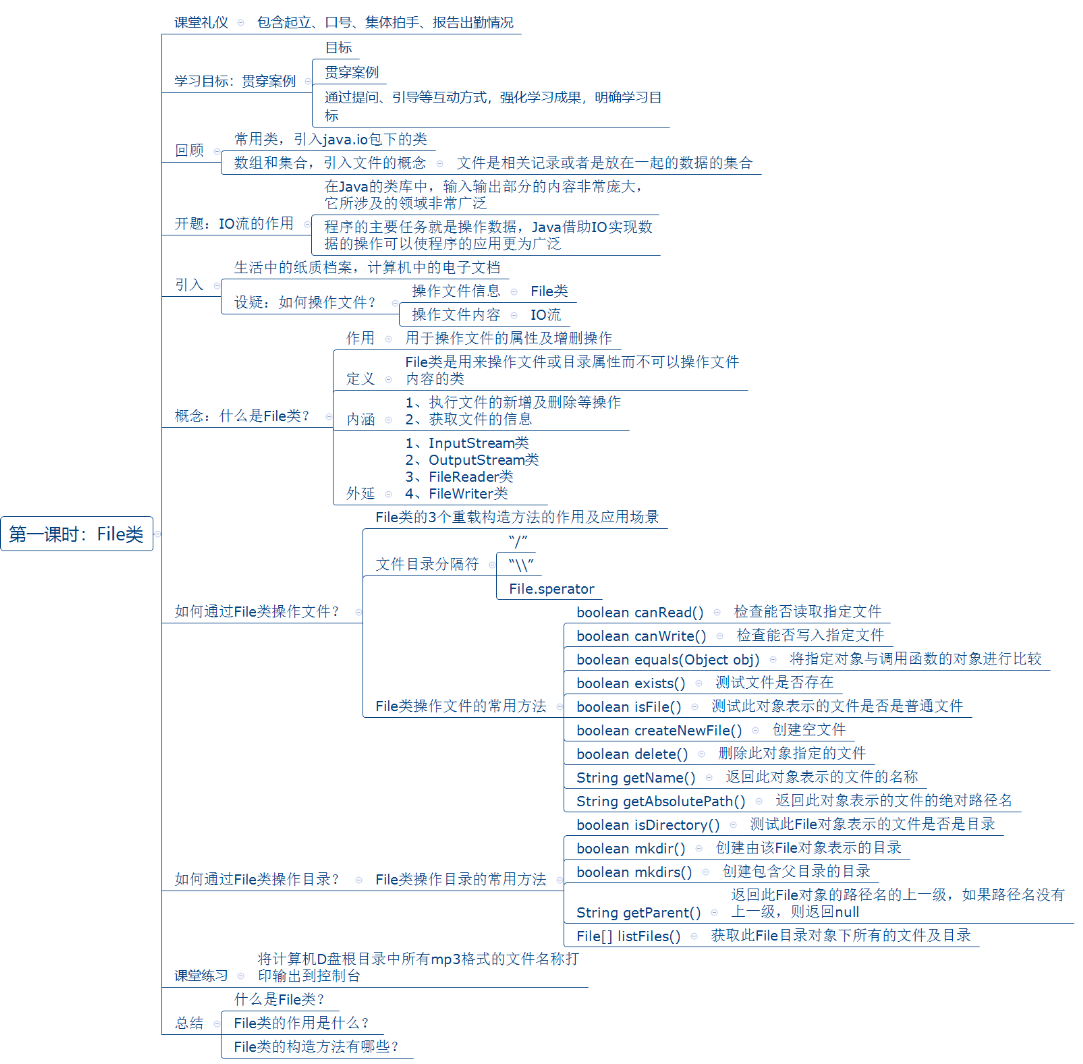 课堂礼仪 包含起立、口号、集体拍手、报告出勤情况
目标
学习目标：贯穿案例 贯穿案例
通过提问、引导等互动方式，强化学习成果，明确学习目
标
常用类，引入java.io包下的类
回顾
数组和集合，引入文件的概念 文件是相关记录或者是放在一起的数据的集合
在Java的类库中，输入输出部分的内容非常庞大，
它所涉及的领域非常广泛
开题：IO流的作用
程序的主要任务就是操作数据，Java借助IO实现数
据的操作可以使程序的应用更为广泛
生活中的纸质档案，计算机中的电子文档
引入
设疑：如何操作文件？
操作文件信息 File类
操作文件内容 IO流
作用 用于操作文件的属性及增删操作
File类是用来操作文件或目录属性而不可以操作文件
定义 内容的类
概念：什么是File类？
1、执行文件的新增及删除等操作
内涵 2、获取文件的信息
1、InputStream类
2、OutputStream类
3、FileReader类
外延 4、FileWriter类
第一课时：File类
File类的3个重载构造方法的作用及应用场景
“/”
文件目录分隔符 “\\”
File.sperator
如何通过File类操作文件？
boolean canRead() 检查能否读取指定文件
boolean canWrite() 检查能否写入指定文件
boolean equals(Object obj) 将指定对象与调用函数的对象进行比较
boolean exists() 测试文件是否存在
File类操作文件的常用方法 boolean isFile() 测试此对象表示的文件是否是普通文件
boolean createNewFile() 创建空文件
boolean delete() 删除此对象指定的文件
String getName() 返回此对象表示的文件的名称
String getAbsolutePath() 返回此对象表示的文件的绝对路径名
boolean isDirectory() 测试此File对象表示的文件是否是目录
boolean mkdir() 创建由该File对象表示的目录
boolean mkdirs() 创建包含父目录的目录
如何通过File类操作目录？ File类操作目录的常用方法
返回此File对象的路径名的上一级，如果路径名没有
String getParent() 上一级，则返回null
File[] listFiles() 获取此File目录对象下所有的文件及目录
将计算机D盘根目录中所有mp3格式的文件名称打
课堂练习 印输出到控制台
什么是File类？
总结 File类的作用是什么？
File类的构造方法有哪些？